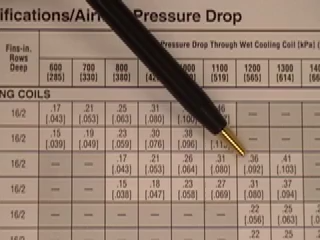 ifications/Air Pressure Drop
Fins-in. Rows Deep
Pressure Drop Through Wet Cooling Coil (kPa)
600 700 800 1000 1100 1200 1300 140
[285] [330] [380] [519] [565] [614] [66
NG COILS
16/2 .17 .21 .25 .31 — —
[.043] [.053] [.063] [.080]
16/2 .15 .19 .23 .30 .38 — —
[.039] [.049] [.059] [.076] [.096]
16/2 — — .17 .21 .26 .31 .36 .41
[.043] [.053] [.064] [.080] [.092] [.103]
16/2 — — .15 .18 .23 .27 .31 .37
[.038] [.047] [.058] [.069] [.080] [.094]
16/2 — — — — — — .22 .25
[.056] [.063]
.22 .25